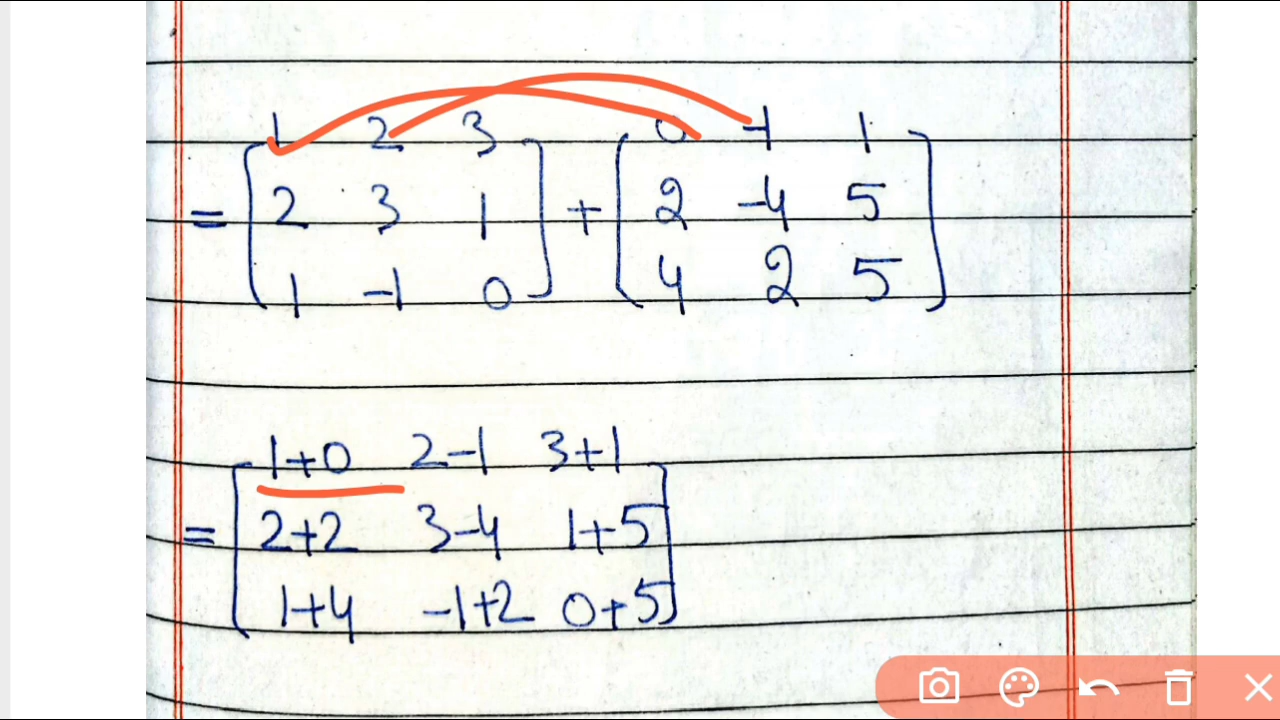 1 2 3 0 -1 1
= 2 3 1 + 2 -4 5
1 -1 0 4 2 5
1+0 2-1 3+1
= 2+2 3-4 1+5
1+4 -1+2 0+5